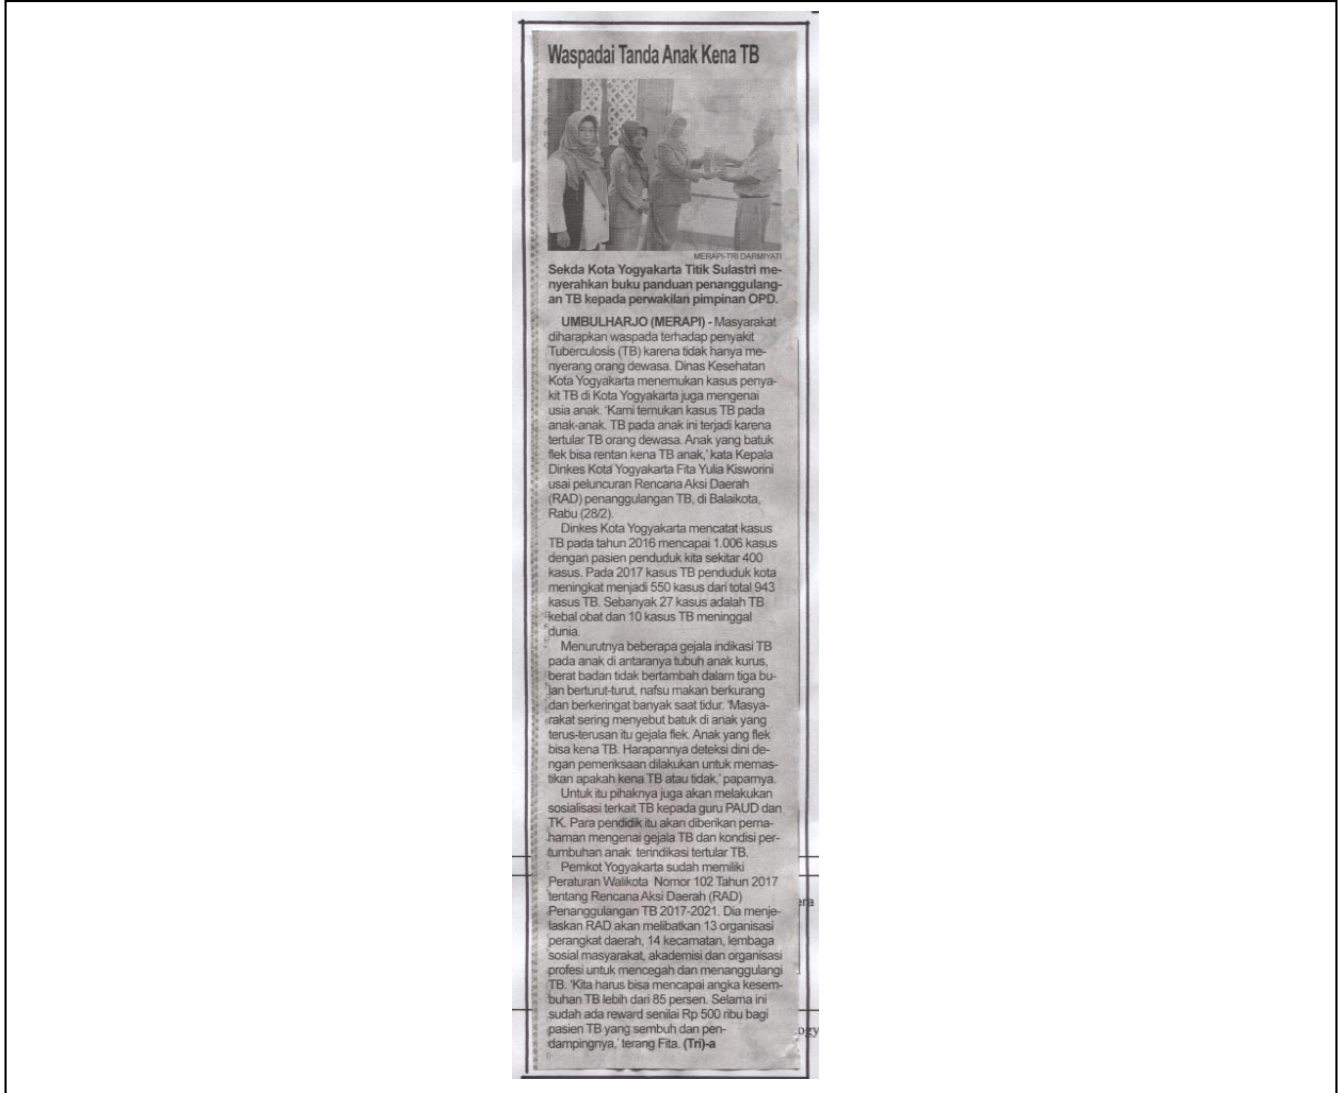 Waspadai Tanda Anak Kena TB
MERAPI-TRI DARMIYATI
Sekda Kota Yogyakarta Titik Sulastri me-
nyerahkan buku panduan penanggulang-
an TB kepada perwakilan pimpinan OPD.
UMBULHARJO (MERAPI) - Masyarakat
diharapkan waspada terhadap penyakit
Tuberculosis (TB) karena tidak hanya me-
nyerang orang dewasa. Dinas Kesehatan
Kota Yogyakarta menemukan kasus penya-
kit TB di Kota Yogyakarta juga mengenai
usia anak. 'Kami temukan kasus TB pada
anak-anak. TB pada anak ini terjadi karena
tertular TB orang dewasa. Anak yang batuk
flek bisa rentan kena TB anak,' kata Kepala
Dinkes Kota Yogyakarta Fita Yulia Kisworini
usai peluncuran Rencana Aksi Daerah
(RAD) penanggulangan TB, di Balaikota,
Rabu (28/2).
Dinkes Kota Yogyakarta mencatat kasus
TB pada tahun 2016 mencapai 1.006 kasus
dengan pasien penduduk kita sekitar 400
kasus. Pada 2017 kasus TB penduduk kota
meningkat menjadi 550 kasus dari total 943
kasus TB. Sebanyak 27 kasus adalah TB
kebal obat dan 10 kasus TB meninggal
dunia.
Menurutnya beberapa gejala indikasi TB
pada anak di antaranya tubuh anak kurus,
berat badan tidak bertambah dalam tiga bu-
lan berturut-turut, nafsu makan berkurang
dan berkeringat banyak saat tidur. 'Masya-
rakat sering menyebut batuk di anak yang
terus-terusan itu gejala flek. Anak yang flek
bisa kena TB. Harapannya deteksi dini de-
ngan pemeriksaan dilakukan untuk memas-
tikan apakah kena TB atau tidak,' paparnya.
Untuk itu pihaknya juga akan melakukan
sosialisasi terkait TB kepada guru PAUD dan
TK. Para pendidik itu akan diberikan pema-
haman mengenai gejala TB dan kondisi per-
tumbuhan anak terindikasi tertular TB.
Pemkot Yogyakarta sudah memiliki
Peraturan Walikota Nomor 102 Tahun 2017
tentang Rencana Aksi Daerah (RAD)
Penanggulangan TB 2017-2021. Dia menje-
laskan RAD akan melibatkan 13 organisasi
perangkat daerah, 14 kecamatan, lembaga
sosial masyarakat, akademisi dan organisasi
profesi untuk mencegah dan menanggulangi
TB. 'Kita harus bisa mencapai angka kesem-
buhan TB lebih dari 85 persen. Selama ini
sudah ada reward senilai Rp 500 ribu bagi
pasien TB yang sembuh dan pen-
dampingnya,' terang Fita. (Tri)-a